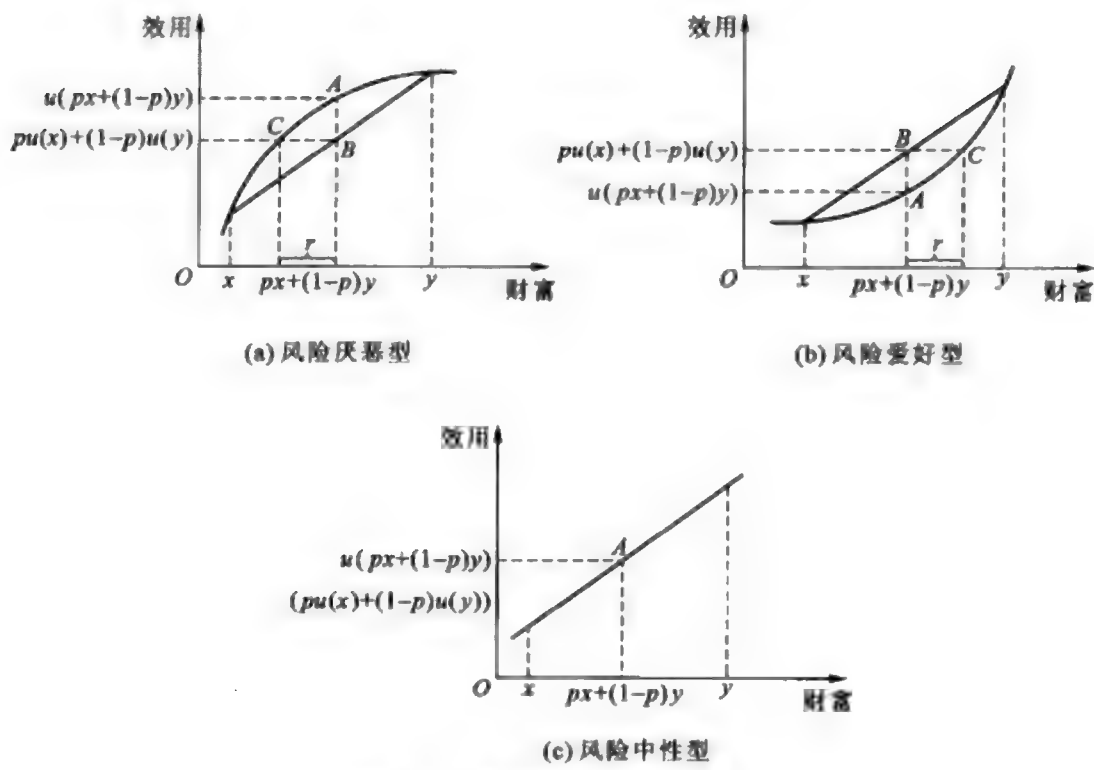 效用
u(px+(1-p)y)
pu(x)+(1-p)u(y)
A
C
B
r
O
x
px+(1-p)y
y
财富
(a) 风险厌恶型
效用
pu(x)+(1-p)u(y)
u(px+(1-p)y)
B
C
A
r
O
x
px+(1-p)y
y
财富
(b) 风险爱好型
效用
u(px+(1-p)y)
(pu(x)+(1-p)u(y))
A
O
x
px+(1-p)y
y
财富
(c) 风险中性型